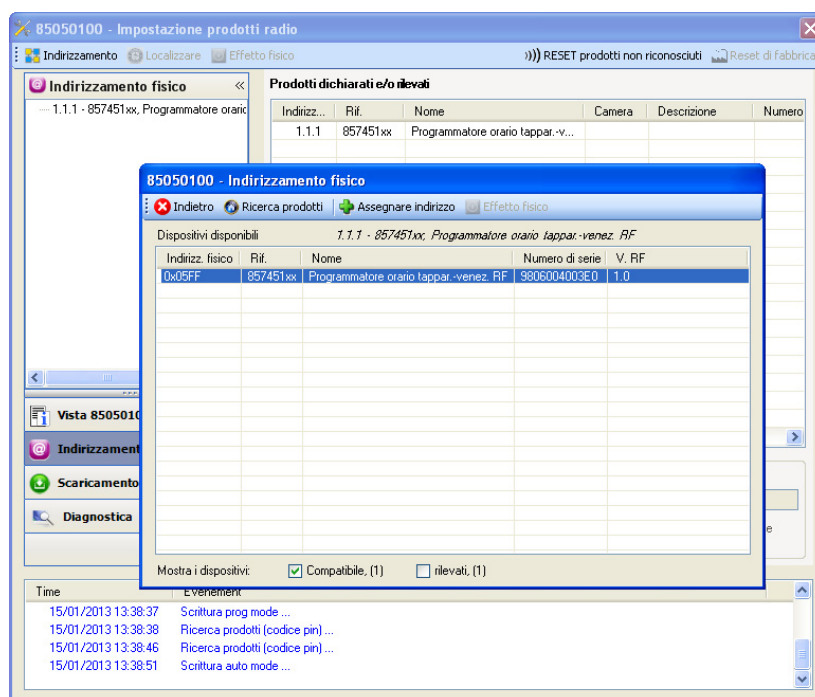 85050100 - Impostazione prodotti radio
Indirizzamento Localizzare Effetto fisico ))) RESET prodotti non riconosciuti Reset di fabbrica
Indirizzamento fisico «
Prodotti dichiarati e/o rilevati
1.1.1 - 857451xx, Programmatore orario
Indirizz... Rif. Nome Camera Descrizione Numero
1.1.1 857451xx Programmatore orario tappar.-v...
85050100 - Indirizzamento fisico
Indietro Ricerca prodotti Assegnare indirizzo Effetto fisico
Dispositivi disponibili 1.1.1 - 857451xx, Programmatore orario tappar.-venez. RF
Indirizz. fisico Rif. Nome Numero di serie V. RF
0x05FF 857451xx Programmatore orario tappar.-venez. RF 9806004003E0 1.0
Vista 8505010
Indirizzament
Scaricamento
Diagnostica
e
Mostra i dispositivi: Compatibile, (1) rilevati, (1)
Time Evenement
15/01/2013 13:38:37 Scrittura prog mode ...
15/01/2013 13:38:38 Ricerca prodotti (codice pin) ...
15/01/2013 13:38:46 Ricerca prodotti (codice pin) ...
15/01/2013 13:38:51 Scrittura auto mode ...